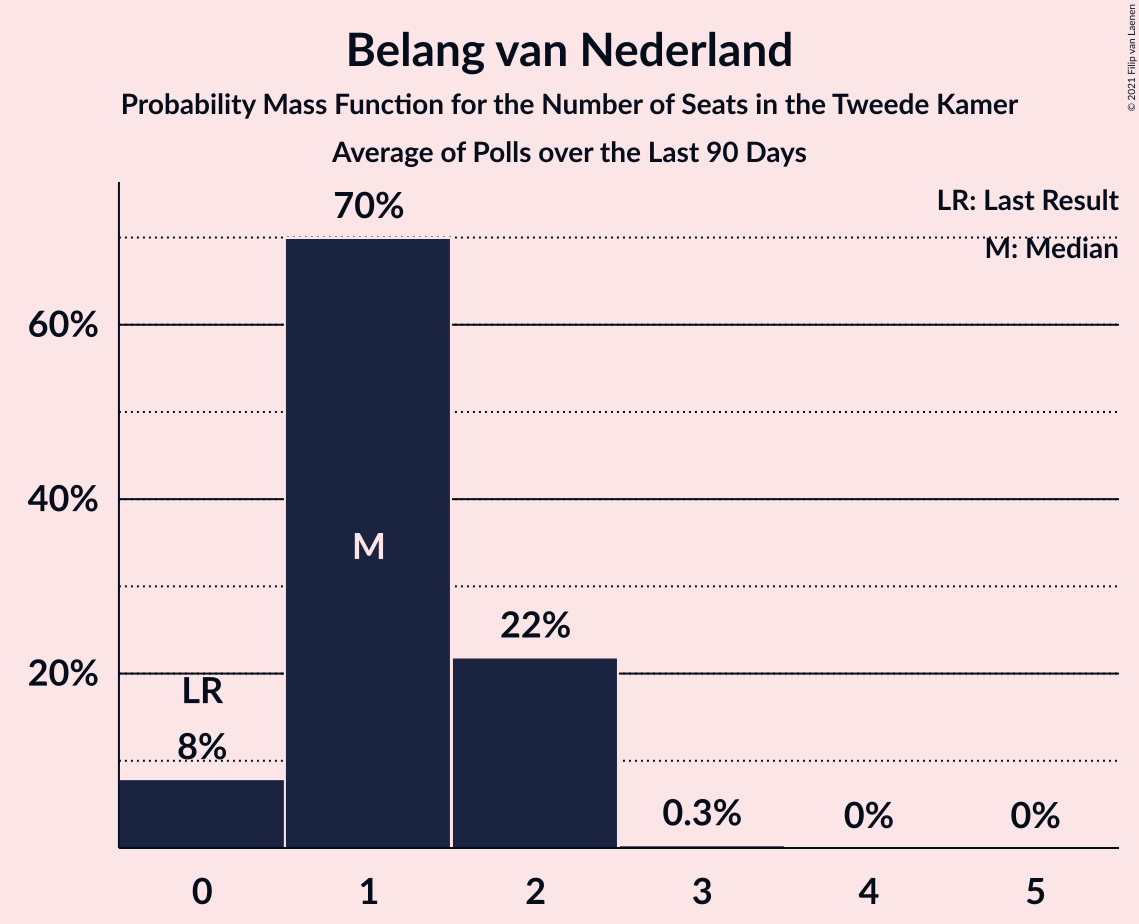 Belang van Nederland
Probability Mass Function for the Number of Seats in the Tweede Kamer
Average of Polls over the Last 90 Days
© 2021 Filip van Laenen
LR: Last Result
M: Median
70%
60%
40%
M
22%
20%
LR
8%
0.3%
0%
0%
0 1 2 3 4 5